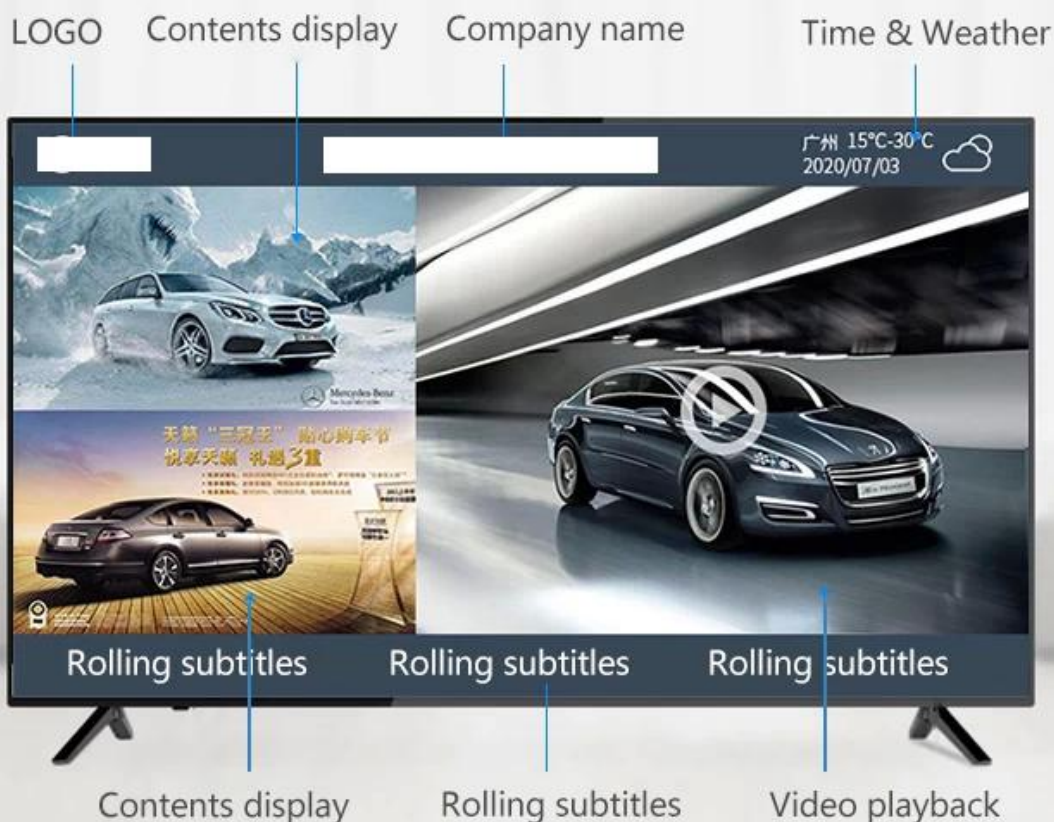 LOGO
Contents display
Company name
Time & Weather
广州 15°C-30°C
2020/07/03
Mercedes-Benz
天籁“三冠王”贴心购车节
悦享天籁 礼遇3重
Rolling subtitles
Rolling subtitles
Rolling subtitles
Contents display
Rolling subtitles
Video playback